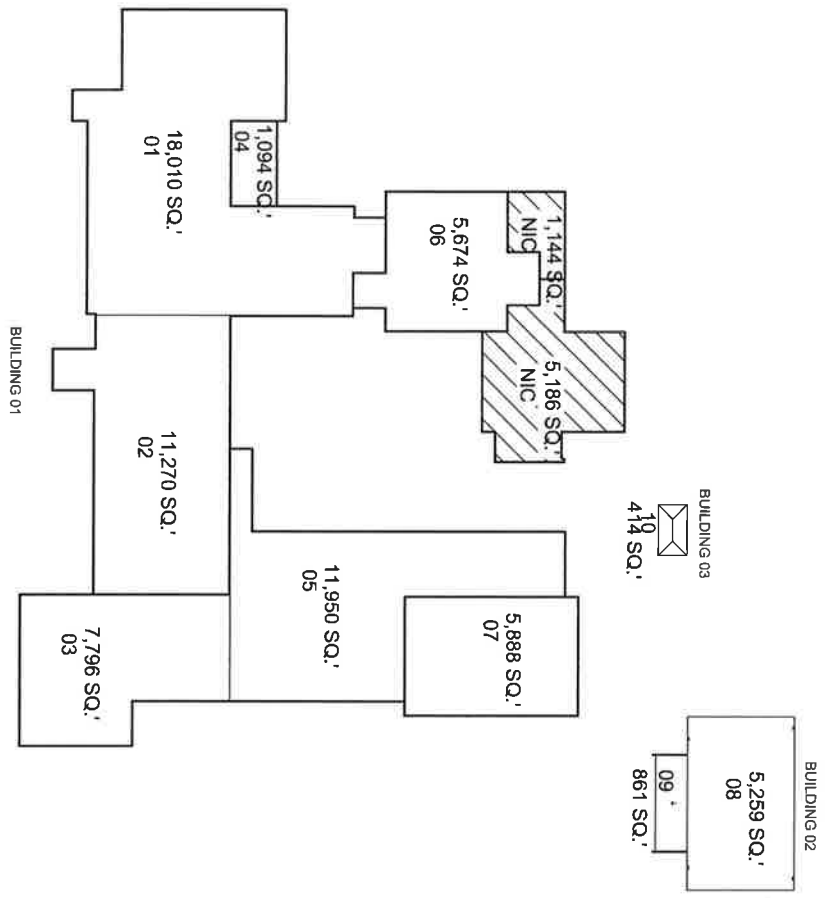 BUILDING 02
5,259 SQ.'
08
09
861 SQ.'
BUILDING 03
10
414 SQ.'
1,144 SQ.'
NIC
5,186 SQ.'
NIC
5,674 SQ.'
06
1,094 SQ.'
04
18,010 SQ.'
01
5,888 SQ.'
07
11,950 SQ.'
05
11,270 SQ.'
02
7,796 SQ.'
03
BUILDING 01